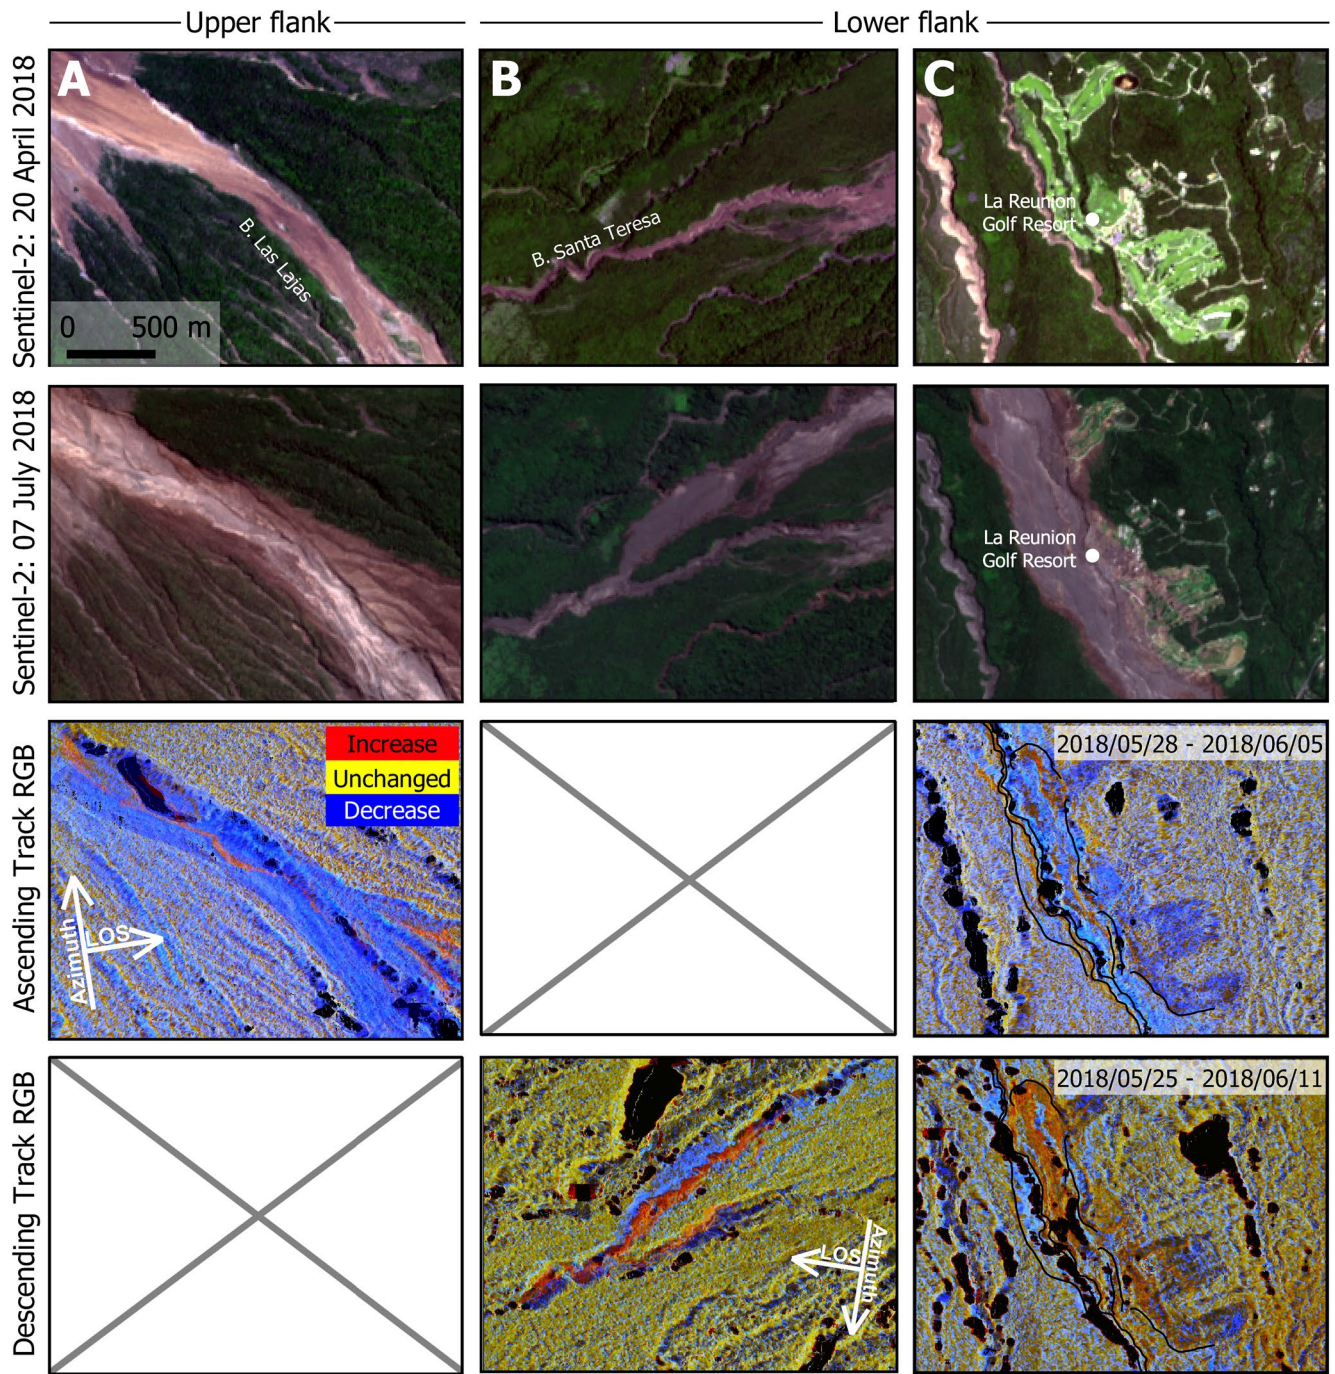 Upper flank
Lower flank
Sentinel-2: 20 April 2018
A
B. Las Lajas
0 500 m
B
B. Santa Teresa
C
La Reunion
Golf Resort
Sentinel-2: 07 July 2018
La Reunion
Golf Resort
Ascending Track RGB
Increase
Unchanged
Decrease
Azimuth
LOS
2018/05/28 - 2018/06/05
Descending Track RGB
LOS
Azimuth
2018/05/25 - 2018/06/11